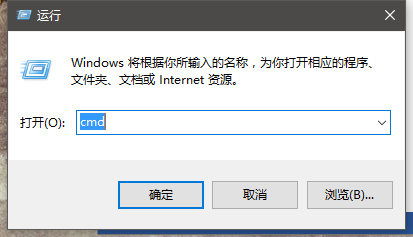 运行
Windows 将根据你所输入的名称，为你打开相应的程序、
文件夹、文档或 Internet 资源。
打开(O): cmd
确定 取消 浏览(B)...